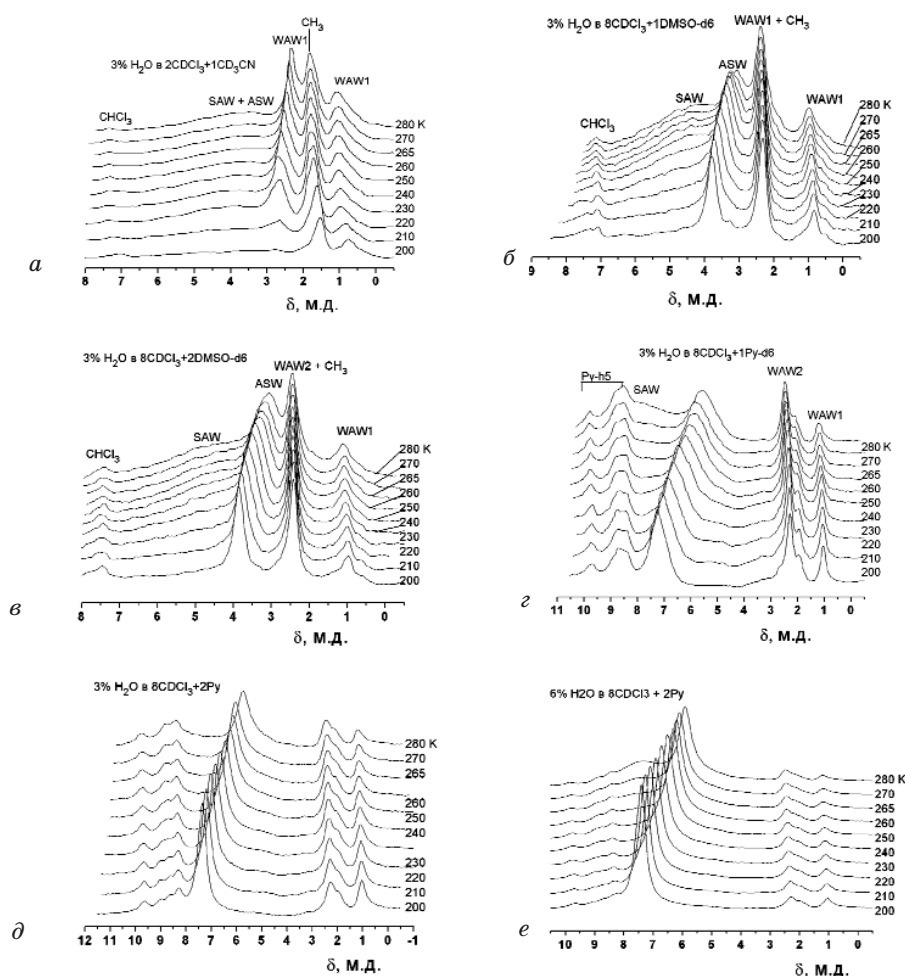 3% H₂O в 2CDCl₃+1CD₃CN
CH₃
WAW1
WAW1
SAW + ASW
CHCl₃
280 K
270
265
260
250
240
230
220
210
200
8 7 6 5 4 3 2 1 0
δ, м.д.
а
3% H₂O в 8CDCl₃+1DMSO-d6
WAW1 + CH₃
ASW
SAW
WAW1
CHCl₃
280 K
270
265
260
250
240
230
220
210
200
9 8 7 6 5 4 3 2 1 0
δ, м.д.
б
3% H₂O в 8CDCl₃+2DMSO-d6
WAW2 + CH₃
ASW
SAW
WAW1
CHCl₃
280 K
270
265
260
250
240
230
220
210
200
8 7 6 5 4 3 2 1 0
δ, м.д.
в
3% H₂O в 8CDCl₃+1Py-d6
Py-h5
SAW
WAW2
WAW1
280 K
270
265
260
250
240
230
220
210
200
11 10 9 8 7 6 5 4 3 2 1 0
δ, м.д.
г
3% H₂O в 8CDCl₃+2Py
280 K
270
265
260
250
240
230
220
210
200
12 11 10 9 8 7 6 5 4 3 2 1 0 -1
δ, м.д.
д
6% H2O в 8CDCl3 + 2Py
280 K
270
265
260
250
240
230
220
210
200
10 9 8 7 6 5 4 3 2 1 0
δ, м.д.
е